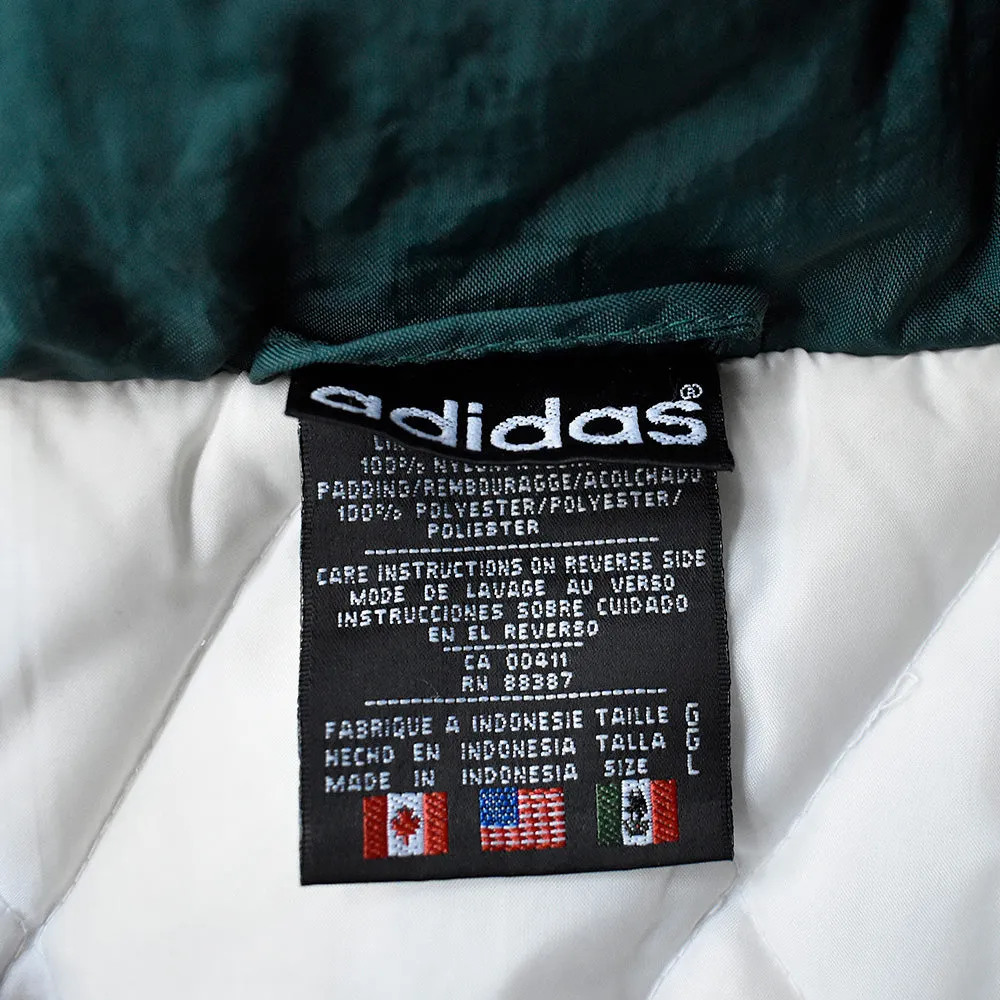 adidas®
100% NYLON
PADDING/REMBOURAGGE/ACOLCHADO
100% POLYESTER/POLYESTER/
POLIESTER
CARE INSTRUCTIONS ON REVERSE SIDE
MODE DE LAVAGE AU VERSO
INSTRUCCIONES SOBRE CUIDADO
EN EL REVERSO
CA 00411
RN 88387
FABRIQUE A INDONESIE TAILLE G
HECHO EN INDONESIA TALLA G
MADE IN INDONESIA SIZE L